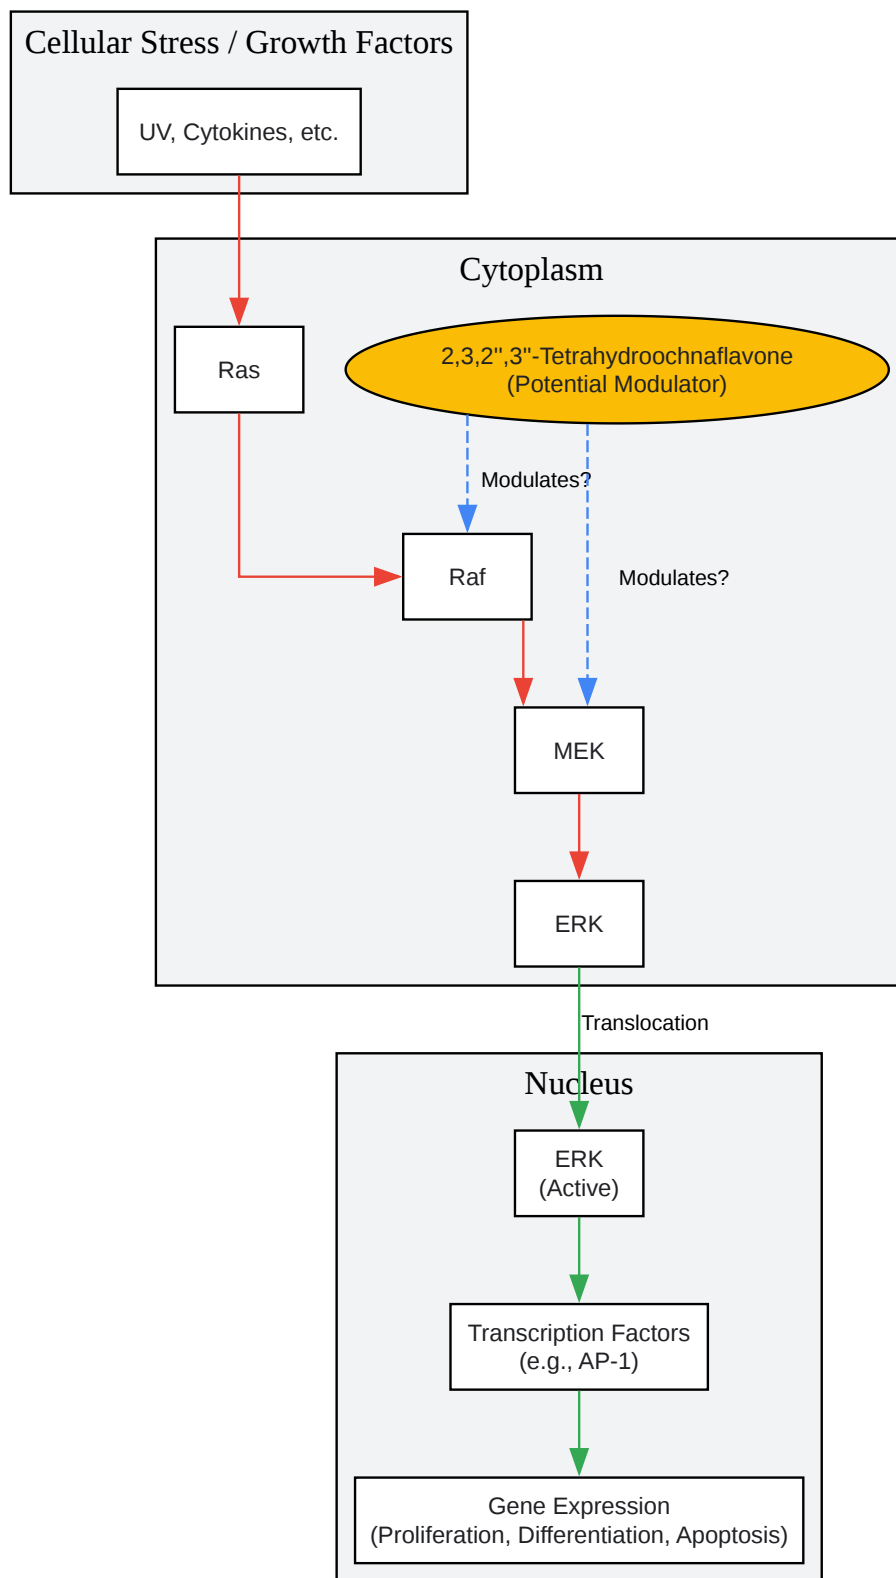 Cellular Stress / Growth Factors
UV, Cytokines, etc.
Cytoplasm
Ras
2,3,2",3"-Tetrahydroochnaflavone
(Potential Modulator)
Modulates?
Raf
Modulates?
MEK
ERK
Translocation
Nucleus
ERK
(Active)
Transcription Factors
(e.g., AP-1)
Gene Expression
(Proliferation, Differentiation, Apoptosis)